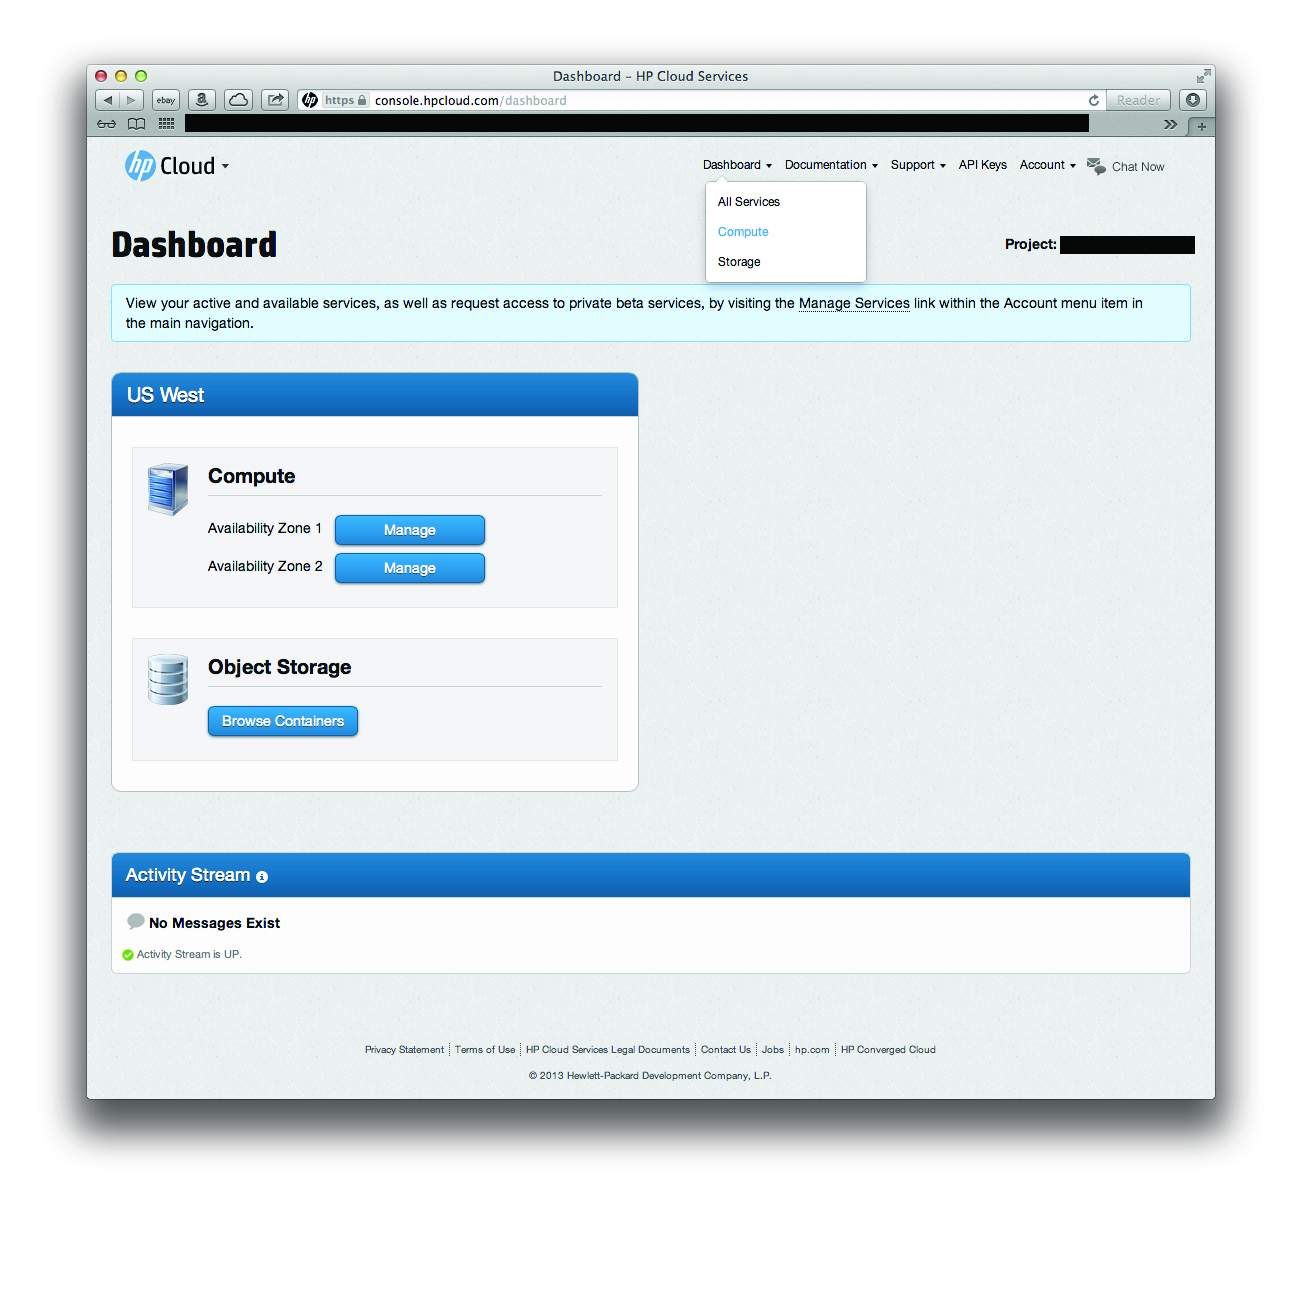 Dashboard – HP Cloud Services
ebay
a
hp https console.hpcloud.com/dashboard
Reader
hp Cloud
Dashboard Documentation Support API Keys Account Chat Now
All Services
Compute
Storage
Dashboard
Project:
View your active and available services, as well as request access to private beta services, by visiting the Manage Services link within the Account menu item in
the main navigation.
US West
Compute
Availability Zone 1 Manage
Availability Zone 2 Manage
Object Storage
Browse Containers
Activity Stream
No Messages Exist
Activity Stream is UP.
Privacy Statement Terms of Use HP Cloud Services Legal Documents Contact Us Jobs hp.com HP Converged Cloud
© 2013 Hewlett-Packard Development Company, L.P.